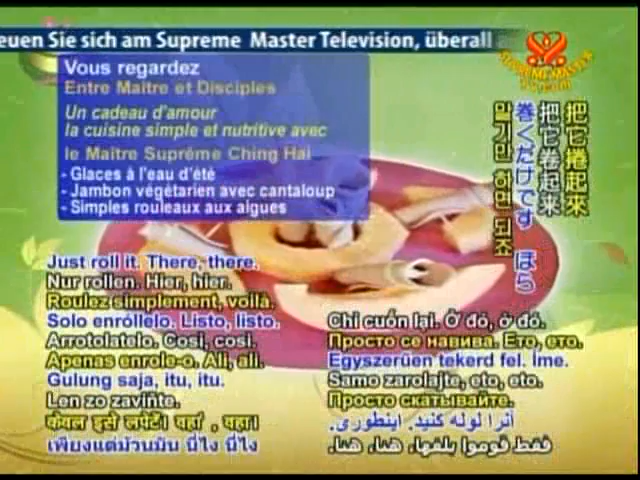 euen Sie sich am Supreme Master Television, überall a
SUPREME MASTER
TV.com
Vous regardez
Entre Maître et Disciples
Un cadeau d'amour
la cuisine simple et nutritive avec
le Maître Suprême Ching Hai
- Glaces à l'eau d'été
- Jambon végétarien avec cantaloup
- Simples rouleaux aux algues
把它捲起來
把它卷起来
巻くだけです ほら
말기만 하면 되죠
Just roll it. There, there.
Nur rollen. Hier, hier.
Roulez simplement, voilà.
Solo enróllelo. Listo, listo.
Arrotolatelo. Così, così.
Apenas enrole-o. Ali, ali.
Gulung saja, itu, itu.
Len zo zaviňte.
केवल इसे लपेटें। वहां , वहां।
เพียงแต่ม้วนมัน นี่ไง นี่ไง
Chỉ cuốn lại. Ở đó, ở đó.
Просто се навива. Ето, ето.
Egyszerűen tekerd fel. Íme.
Samo zarolajte, eto, eto.
Просто скатывайте.
آنرا لوله کنید. اینطوری.
فقط قوموا بلفها، هنا، هنا.